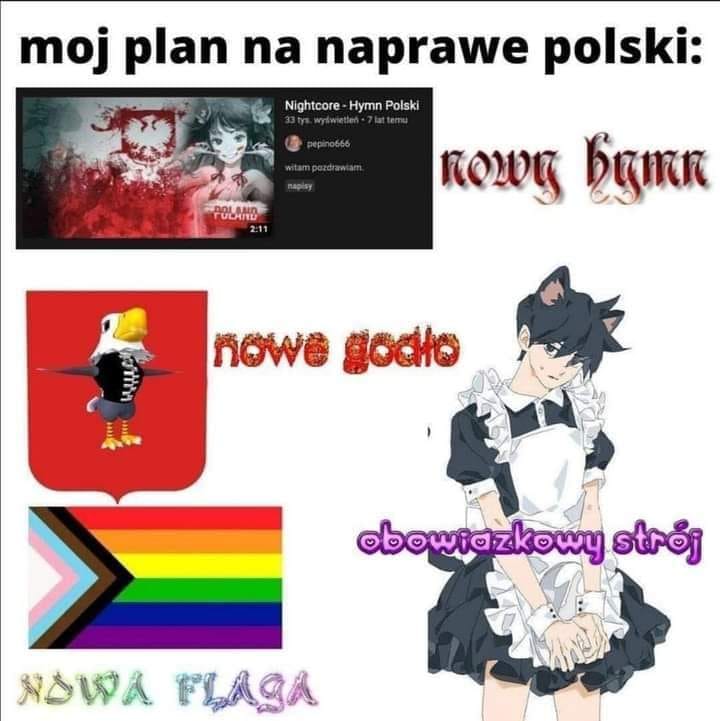 moj plan na naprawe polski:
Nightcore - Hymn Polski
33 tys. wyświetleń • 7 lat temu
pepino666
witam pozdrawiam.
napisy
POLAND
2:11
nowy hymn
nowe godło
obowiazkowy strój
NOWA FLAGA